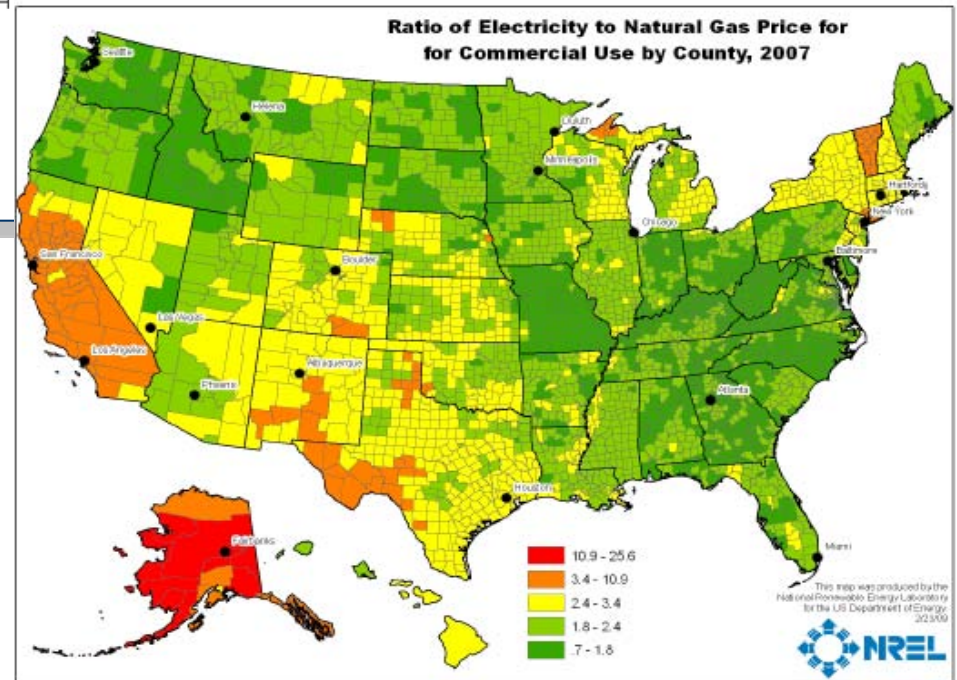 Ratio of Electricity to Natural Gas Price for
for Commercial Use by County, 2007
Seattle
Helena
Duluth
Minneapolis
Hartford
New York
Chicago
Baltimore
San Francisco
Boulder
Las Vegas
Los Angeles
Albuquerque
Phoenix
Atlanta
Houston
Miami
Fairbanks
10.9 - 25.6
3.4 - 10.9
2.4 - 3.4
1.8 - 2.4
.7 - 1.8
This map was produced by the
National Renewable Energy Laboratory
for the US Department of Energy.
2/23/09
NREL